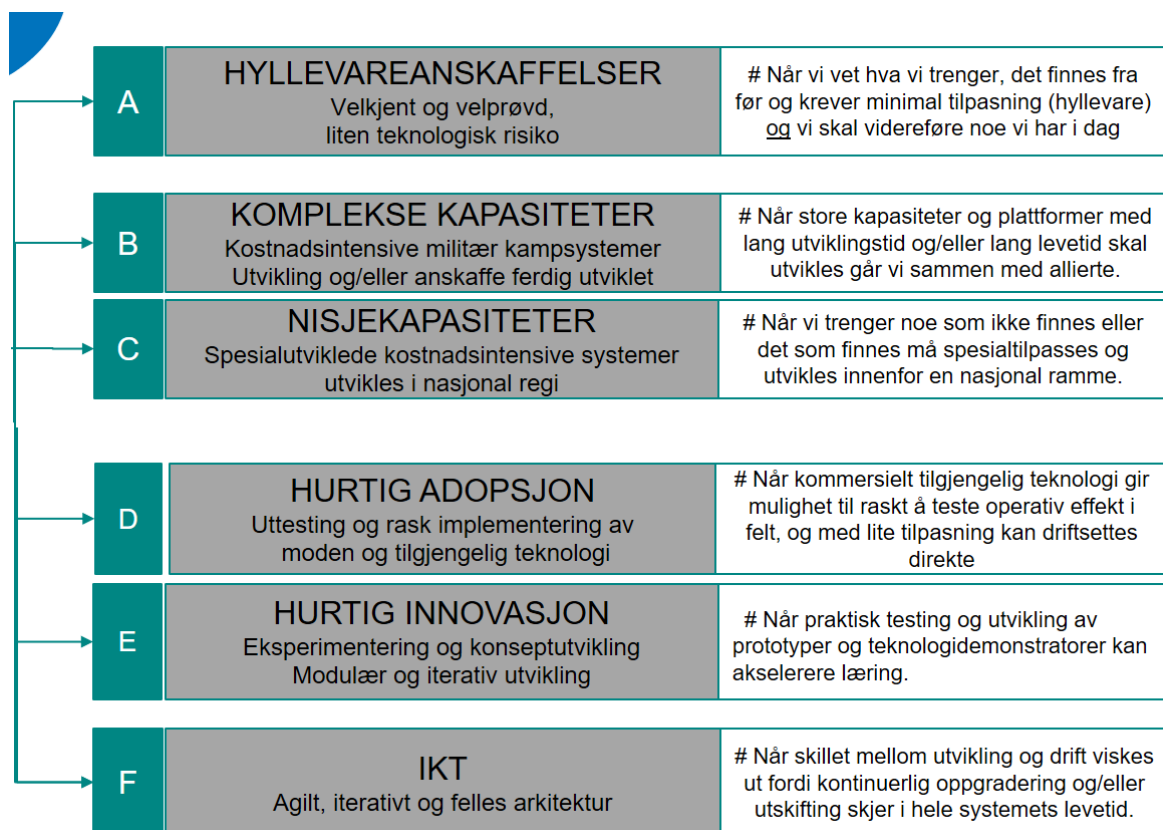 A
HYLLEVAREANSKAFFELSER
Velkjent og velprøvd,
liten teknologisk risiko
# Når vi vet hva vi trenger, det finnes fra
før og krever minimal tilpasning (hyllevare)
og vi skal videreføre noe vi har i dag
B
KOMPLEKSE KAPASITETER
Kostnadsintensive militær kampsystemer
Utvikling og/eller anskaffe ferdig utviklet
# Når store kapasiteter og plattformer med
lang utviklingstid og/eller lang levetid skal
utvikles går vi sammen med allierte.
C
NISJEKAPASITETER
Spesialutviklede kostnadsintensive systemer
utvikles i nasjonal regi
# Når vi trenger noe som ikke finnes eller
det som finnes må spesialtilpasses og
utvikles innenfor en nasjonal ramme.
D
HURTIG ADOPSJON
Uttesting og rask implementering av
moden og tilgjengelig teknologi
# Når kommersielt tilgjengelig teknologi gir
mulighet til raskt å teste operativ effekt i
felt, og med lite tilpasning kan driftsettes
direkte
E
HURTIG INNOVASJON
Eksperimentering og konseptutvikling
Modulær og iterativ utvikling
# Når praktisk testing og utvikling av
prototyper og teknologidemonstratorer kan
akselerere læring.
F
IKT
Agilt, iterativt og felles arkitektur
# Når skillet mellom utvikling og drift viskes
ut fordi kontinuerlig oppgradering og/eller
utskifting skjer i hele systemets levetid.